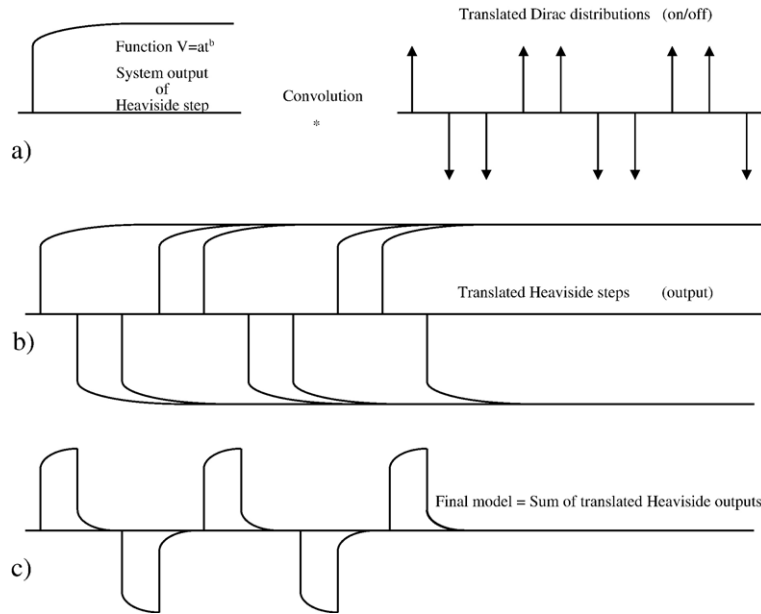 Translated Dirac distributions (on/off)
Function V=atᵇ
System output
of
Heaviside step
Convolution
*
a)
Translated Heaviside steps (output)
b)
Final model = Sum of translated Heaviside outputs
c)